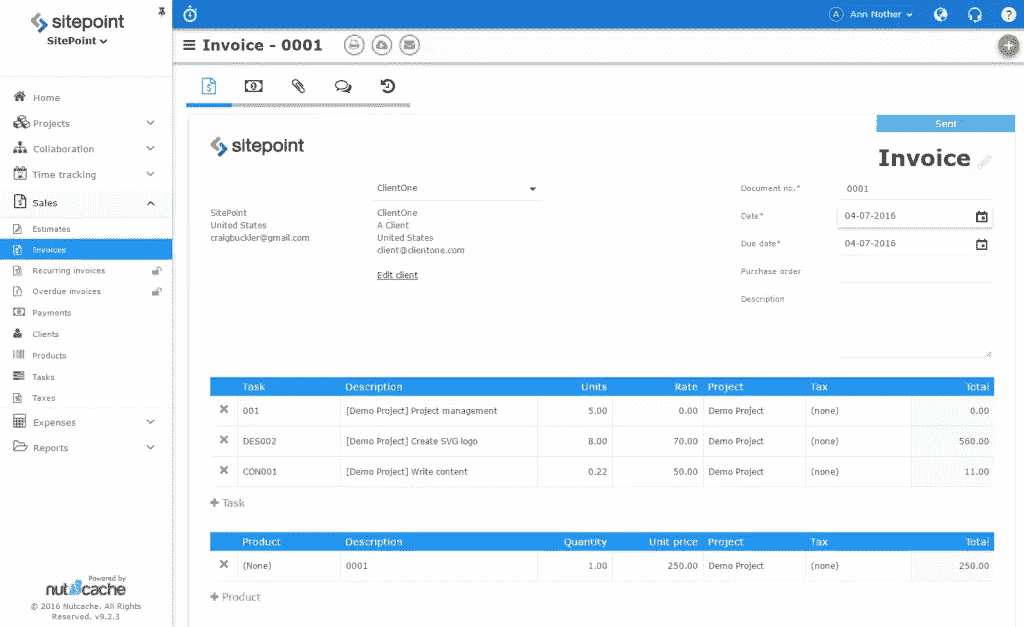 sitepoint
SitePoint
Home
Projects
Collaboration
Time tracking
Sales
Estimates
Invoices
Recurring invoices
Overdue invoices
Payments
Clients
Products
Tasks
Taxes
Expenses
Reports
Powered by
nutcache
© 2016 Nutcache. All Rights
Reserved. v9.2.3
A Ann Nother ?
Invoice - 0001
Sent
sitepoint
Invoice
SitePoint
United States
craigbuckler@gmail.com
ClientOne
ClientOne
A Client
United States
client@clientone.com
Edit client
Document no.* 0001
Date* 04-07-2016
Due date* 04-07-2016
Purchase order
Description
Task Description Units Rate Project Tax Total
001 [Demo Project] Project management 5.00 0.00 Demo Project (none) 0.00
DES002 [Demo Project] Create SVG logo 8.00 70.00 Demo Project (none) 560.00
CON001 [Demo Project] Write content 0.22 50.00 Demo Project (none) 11.00
+ Task
Product Description Quantity Unit price Project Tax Total
(None) 0001 1.00 250.00 Demo Project (none) 250.00
+ Product